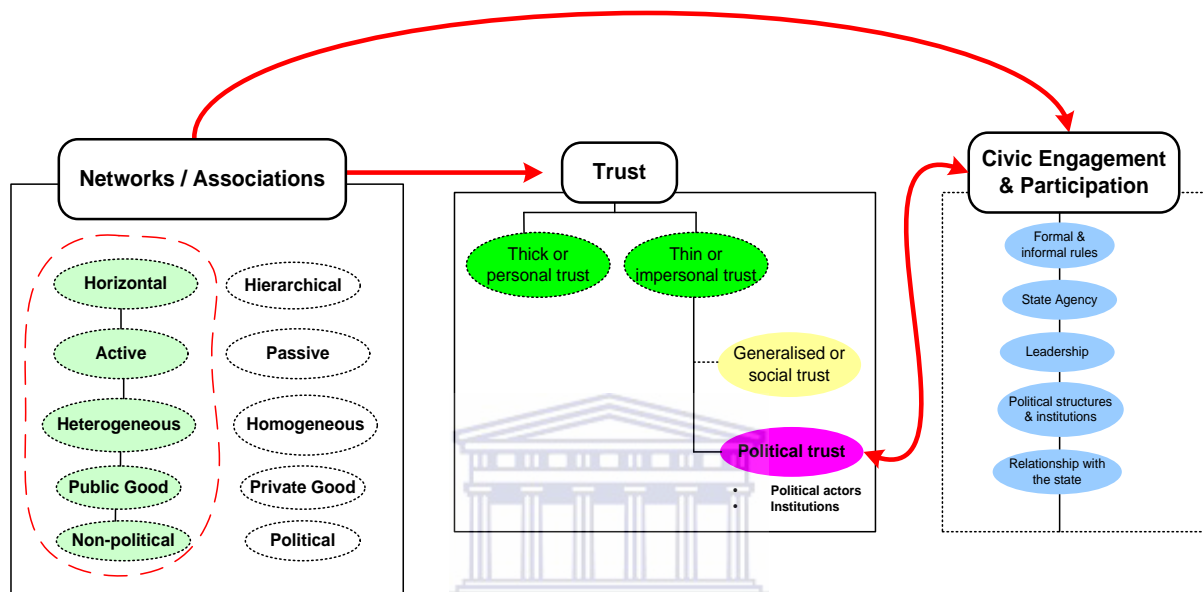 Networks / Associations
Horizontal
Hierarchical
Active
Passive
Heterogeneous
Homogeneous
Public Good
Private Good
Non-political
Political
Trust
Thick or
personal trust
Thin or
impersonal trust
Generalised or
social trust
Political trust
• Political actors
• Institutions
Civic Engagement
& Participation
Formal &
informal rules
State Agency
Leadership
Political structures
& institutions
Relationship with
the state